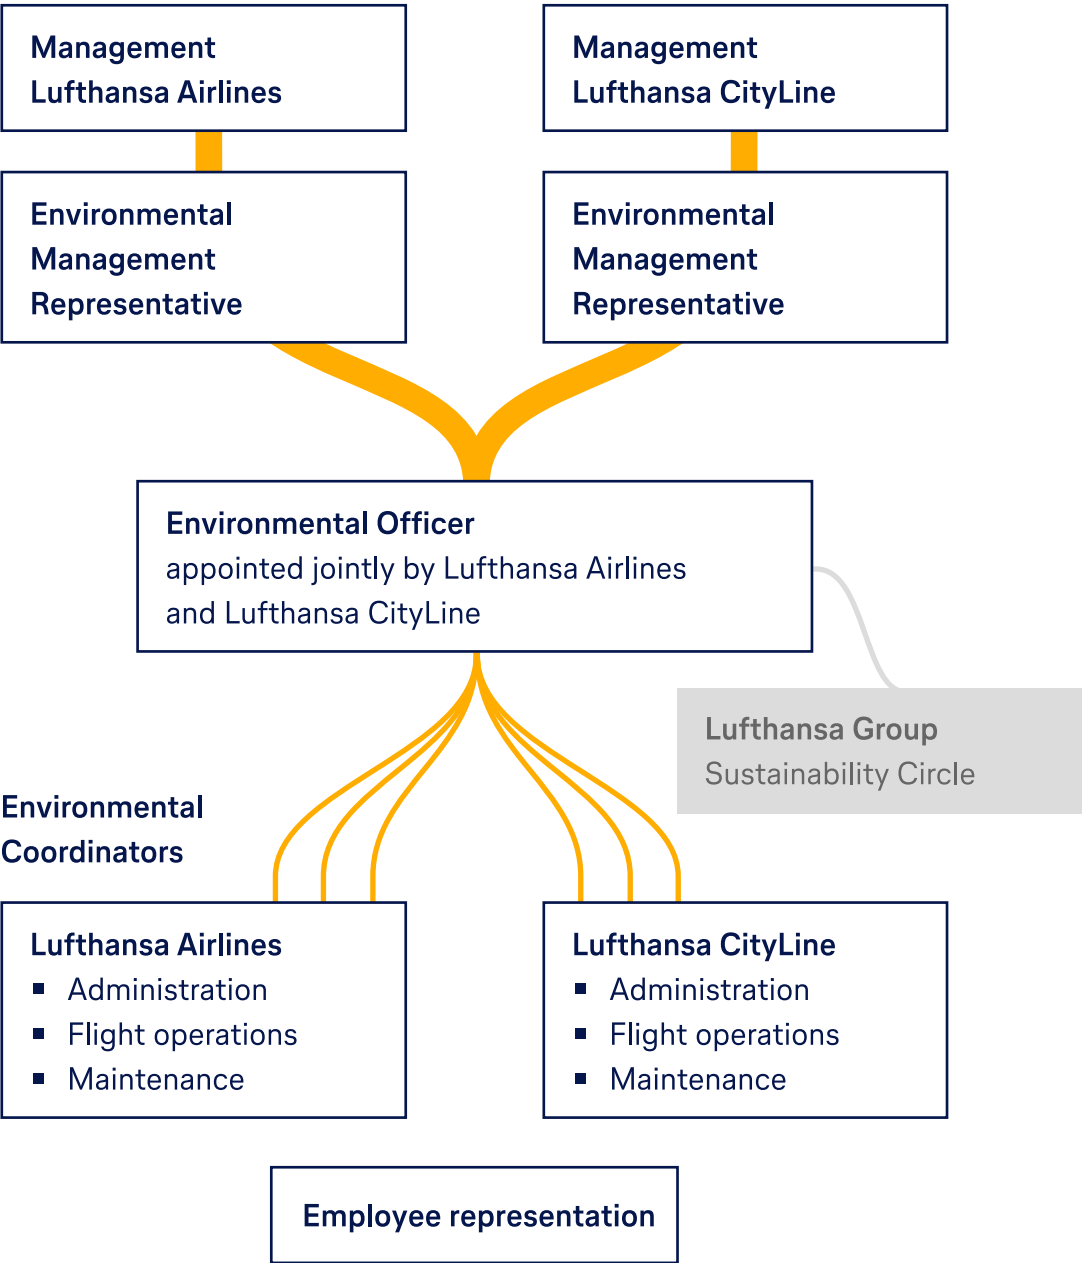 Management
Lufthansa Airlines
Management
Lufthansa CityLine
Environmental
Management
Representative
Environmental
Management
Representative
Environmental Officer
appointed jointly by Lufthansa Airlines
and Lufthansa CityLine
Lufthansa Group
Sustainability Circle
Environmental
Coordinators
Lufthansa Airlines
▪ Administration
▪ Flight operations
▪ Maintenance
Lufthansa CityLine
▪ Administration
▪ Flight operations
▪ Maintenance
Employee representation